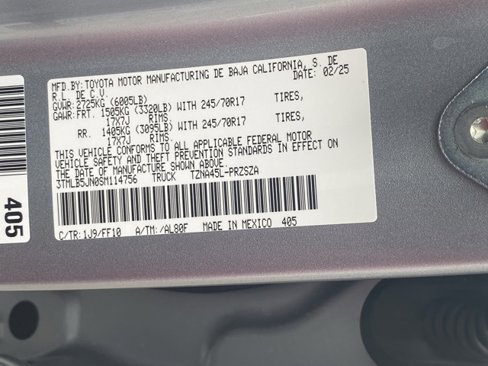 MFD.BY: TOYOTA MOTOR MANUFACTURING DE BAJA CALIFORNIA, S. DE
R.L. DE C.V. DATE: 02/25
GVWR: 2725KG (6005LB)
GAWR: FRT. 1505KG (3320LB) WITH 245/70R17 TIRES,
17X7J RIMS
RR. 1405KG (3095LB) WITH 245/70R17 TIRES,
17X7J RIMS
THIS VEHICLE CONFORMS TO ALL APPLICABLE FEDERAL MOTOR
VEHICLE SAFETY AND THEFT PREVENTION STANDARDS IN EFFECT ON
THE DATE OF MANUFACTURE SHOWN ABOVE.
3TMLB5JN0SM114756 TRUCK TZNA45L-PRZSZA
C/TR: 1J9/FF10 A/TM: /AL80F MADE IN MEXICO 405
405